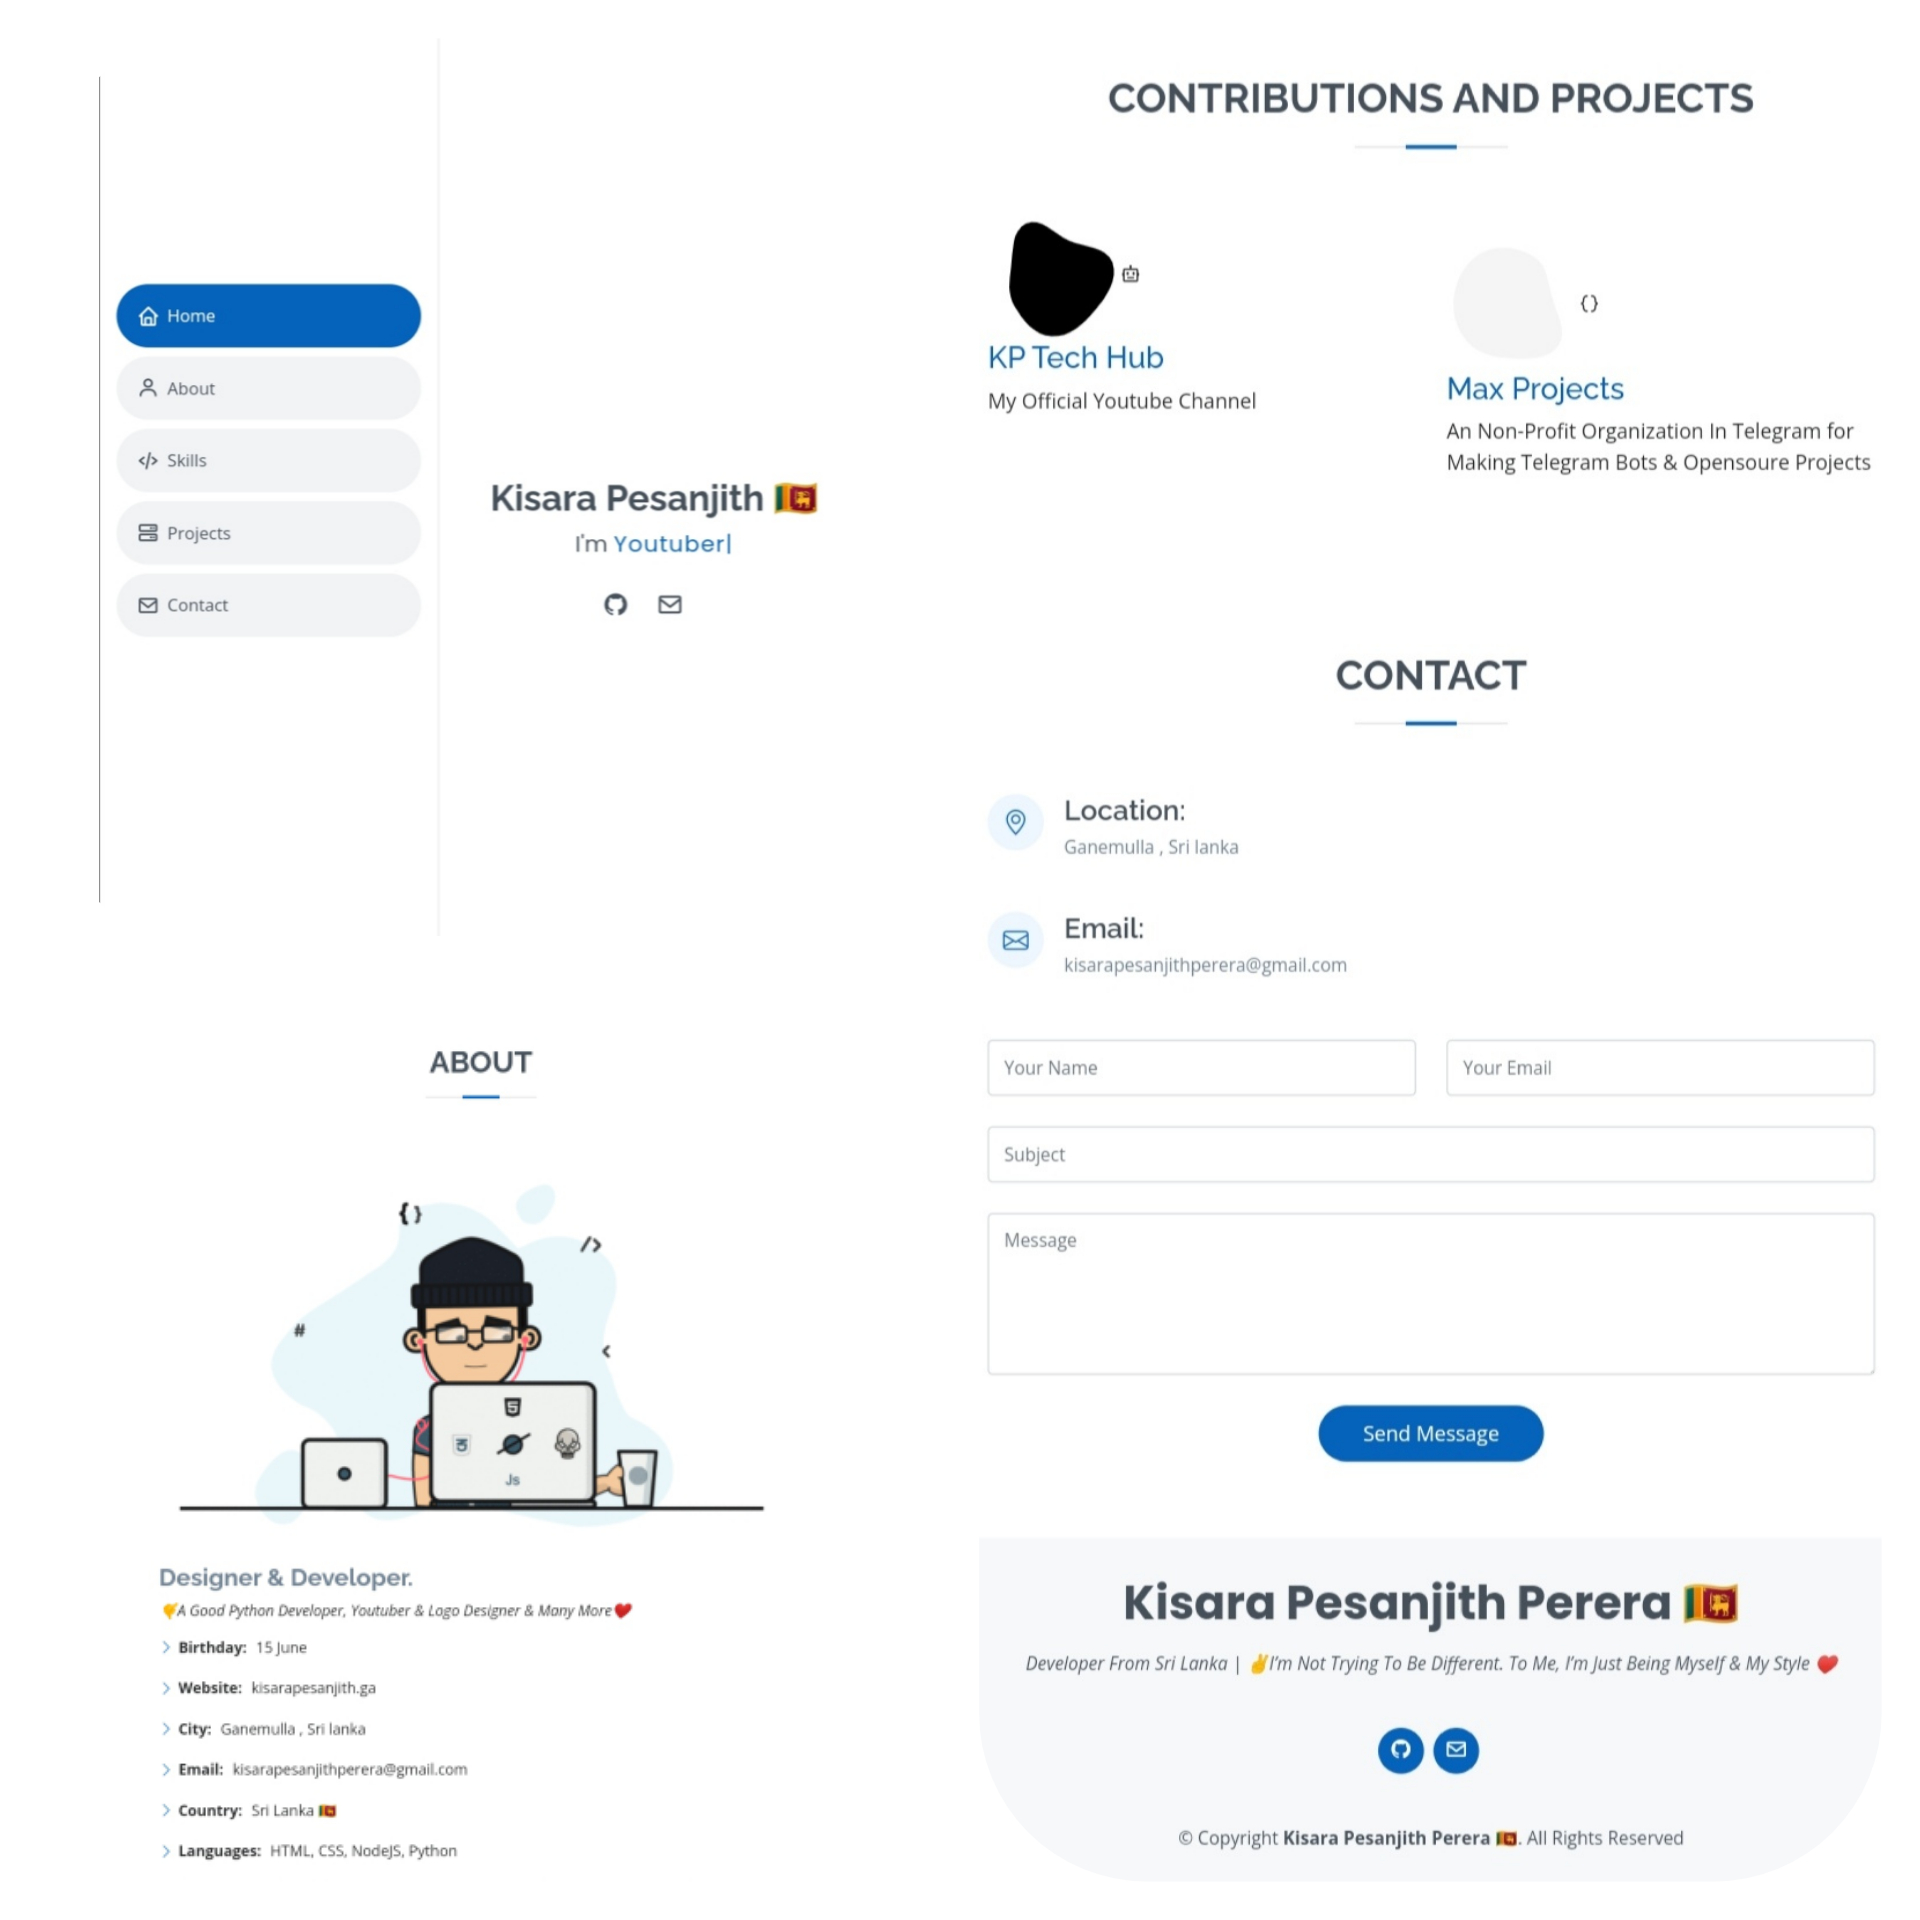 Home
About
Skills
Projects
Contact
Kisara Pesanjith 🇱🇰
I'm Youtuber|
ABOUT
{}
/>
#
<
Js
Designer & Developer.
A Good Python Developer, Youtuber & Logo Designer & Many More❤️
Birthday: 15 June
Website: kisarapesanjith.ga
City: Ganemulla , Sri lanka
Email: kisarapesanjithperera@gmail.com
Country: Sri Lanka 🇱🇰
Languages: HTML, CSS, NodeJS, Python
CONTRIBUTIONS AND PROJECTS
KP Tech Hub
My Official Youtube Channel
{}
Max Projects
An Non-Profit Organization In Telegram for
Making Telegram Bots & Opensoure Projects
CONTACT
Location:
Ganemulla , Sri lanka
Email:
kisarapesanjithperera@gmail.com
Your Name
Your Email
Subject
Message
Send Message
Kisara Pesanjith Perera 🇱🇰
Developer From Sri Lanka | ✌️I’m Not Trying To Be Different. To Me, I’m Just Being Myself & My Style ❤️
© Copyright Kisara Pesanjith Perera 🇱🇰. All Rights Reserved